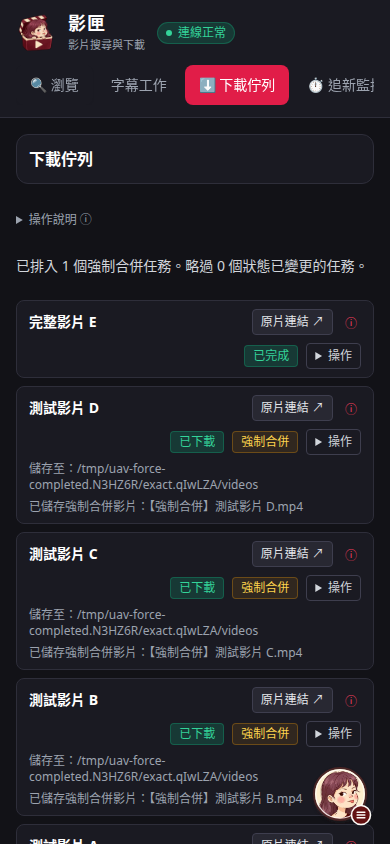 影匣
影片搜尋與下載
連線正常
瀏覽
字幕工作
下載佇列
追新監
下載佇列
操作說明
已排入 1 個強制合併任務。略過 0 個狀態已變更的任務。
完整影片 E
原片連結 ↗
已完成
操作
測試影片 D
原片連結 ↗
已下載
強制合併
操作
儲存至：/tmp/uav-force-
completed.N3HZ6R/exact.qIwLZA/videos
已儲存強制合併影片：【強制合併】測試影片 D.mp4
測試影片 C
原片連結 ↗
已下載
強制合併
操作
儲存至：/tmp/uav-force-
completed.N3HZ6R/exact.qIwLZA/videos
已儲存強制合併影片：【強制合併】測試影片 C.mp4
測試影片 B
原片連結 ↗
已下載
強制合併
操作
儲存至：/tmp/uav-force-
completed.N3HZ6R/exact.qIwLZA/videos
已儲存強制合併影片：【強制合併】測試影片 B.mp4